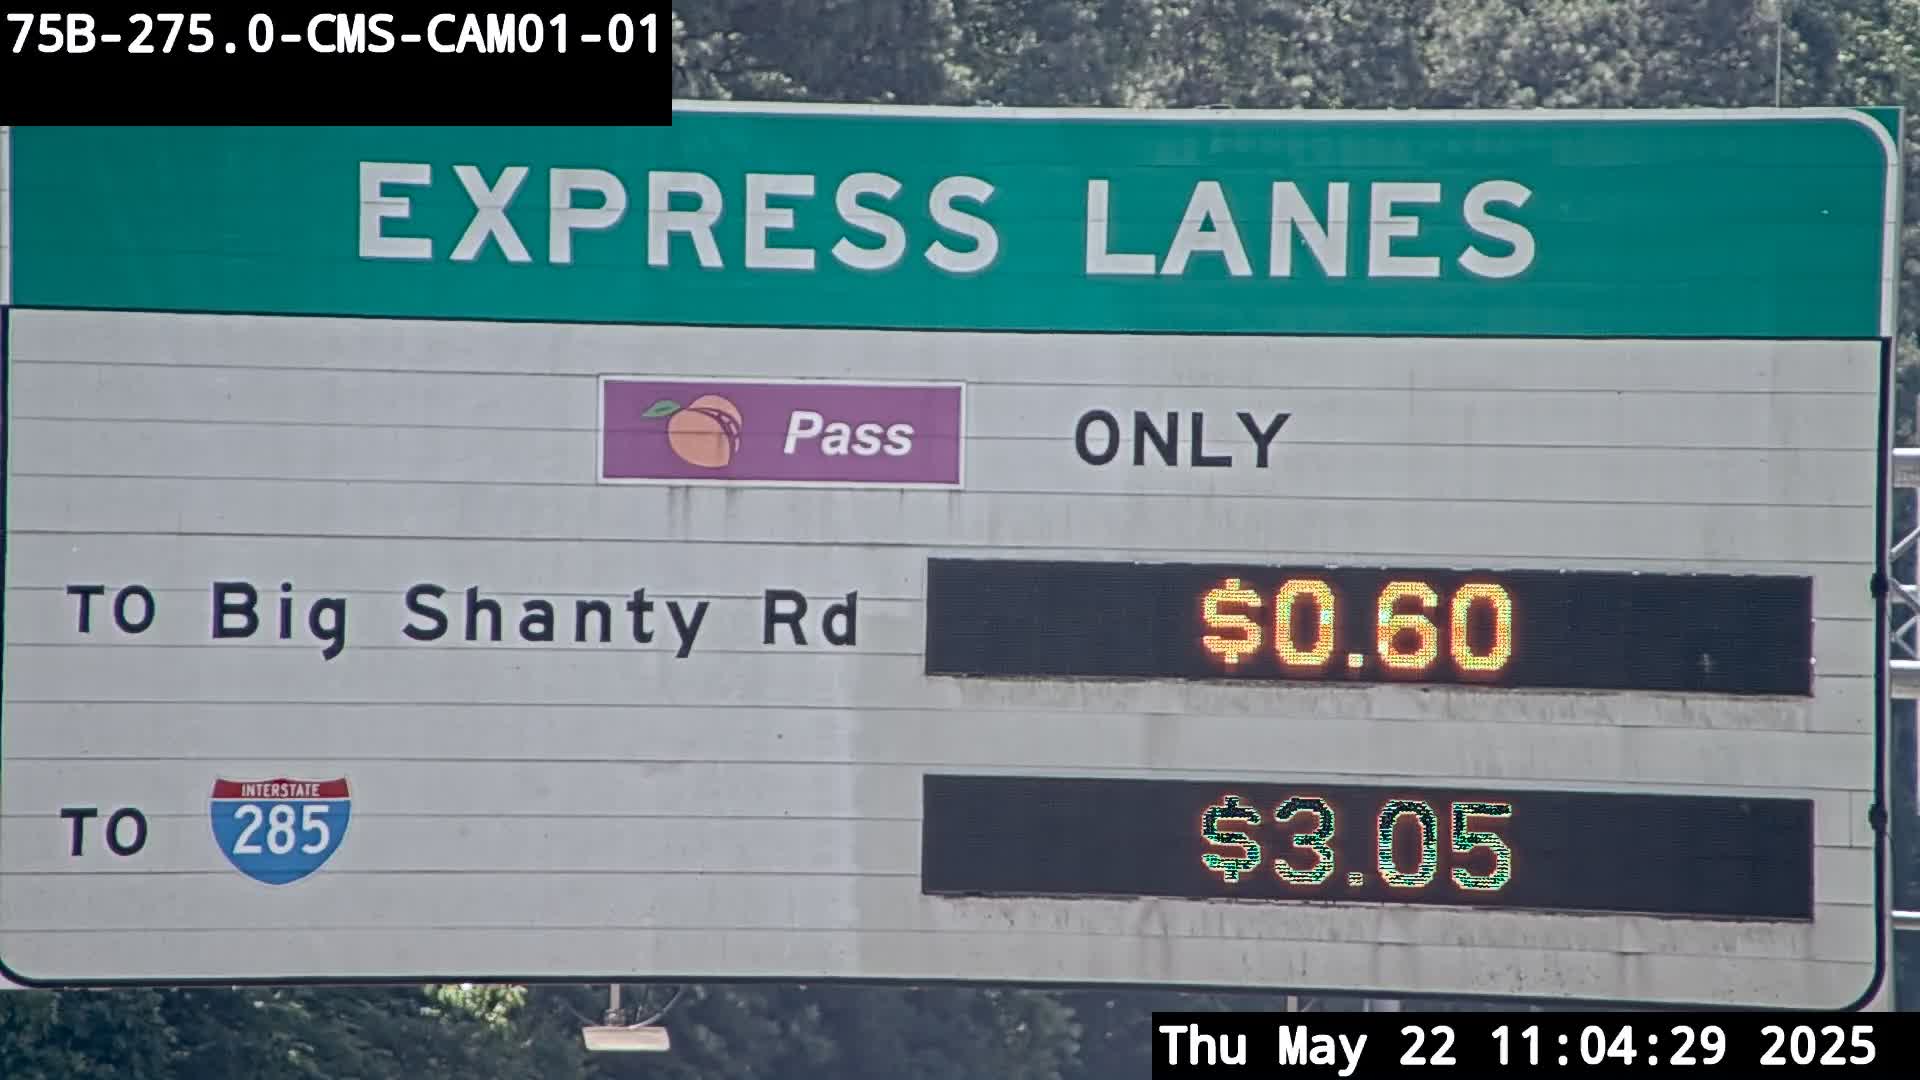 75B-275.0-CMS-CAM01-01
EXPRESS LANES
Pass ONLY
TO Big Shanty Rd $0.60
TO INTERSTATE 285 $3.05
Thu May 22 11:04:29 2025